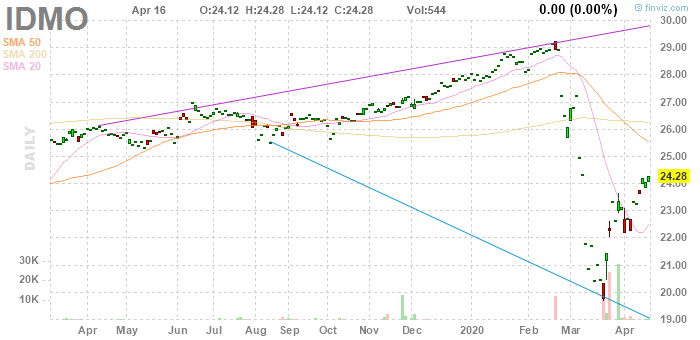 IDMO Apr 16 O:24.12 H:24.28 L:24.12 C:24.28 Vol:544 0.00 (0.00%)
© finviz.com
SMA 50
SMA 200
SMA 20
DAILY
30.00
29.00
28.00
27.00
26.00
25.00
24.28
24.00
23.00
22.00
21.00
20.00
19.00
30K
20K
10K
Apr May Jun Jul Aug Sep Oct Nov Dec 2020 Feb Mar Apr